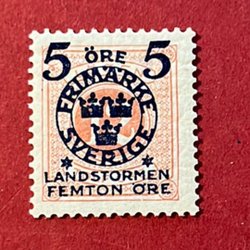 5 ÖRE 5
FRIMÄRKE
SVERIGE
LANDSTORMEN
FEMTON ÖRE